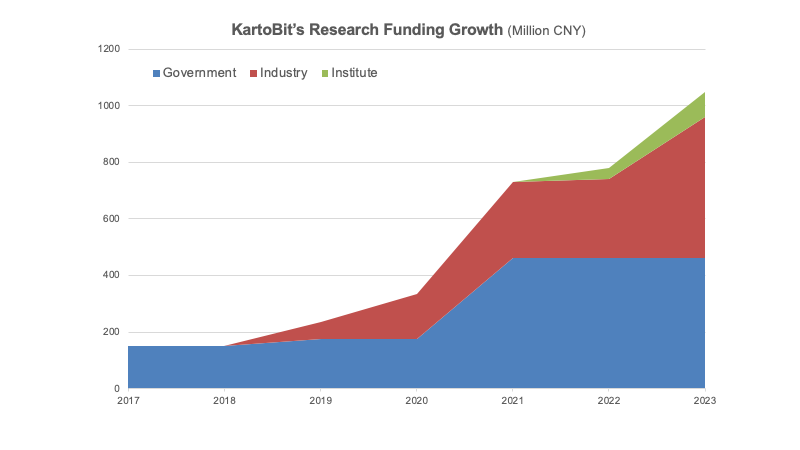 KartoBit’s Research Funding Growth (Million CNY)
1200
Government Industry Institute
1000
800
600
400
200
0
2017 2018 2019 2020 2021 2022 2023